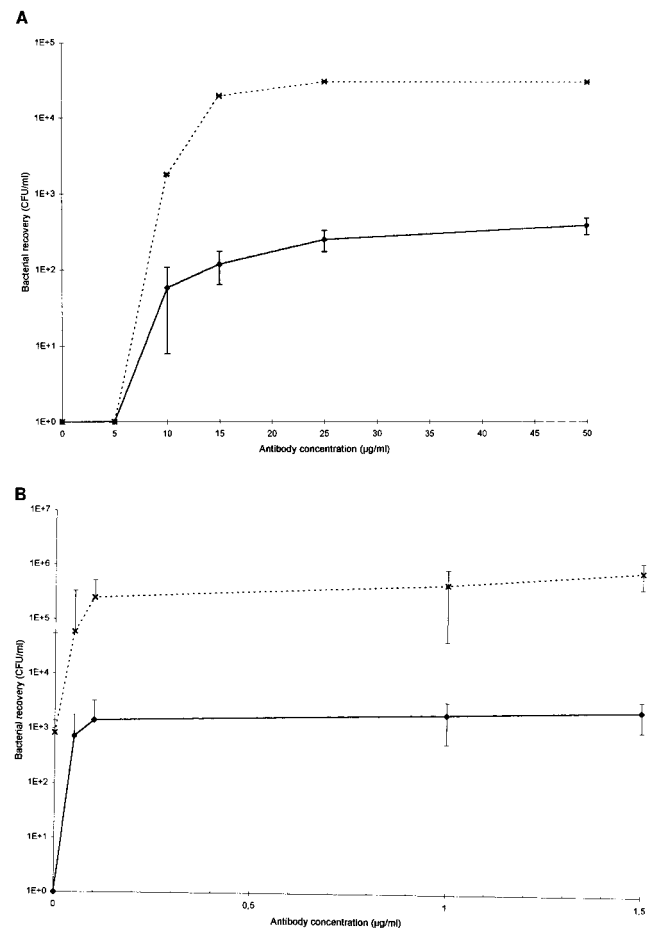 A
1E+5
1E+4
1E+3
1E+2
1E+1
1E+0
Bacterial recovery (CFU/ml)
0 5 10 15 20 25 30 35 40 45 50
Antibody concentration (µg/ml)
B
1E+7
1E+6
1E+5
1E+4
1E+3
1E+2
1E+1
1E+0
Bacterial recovery (CFU/ml)
0 0,5 1 1,5
Antibody concentration (µg/ml)